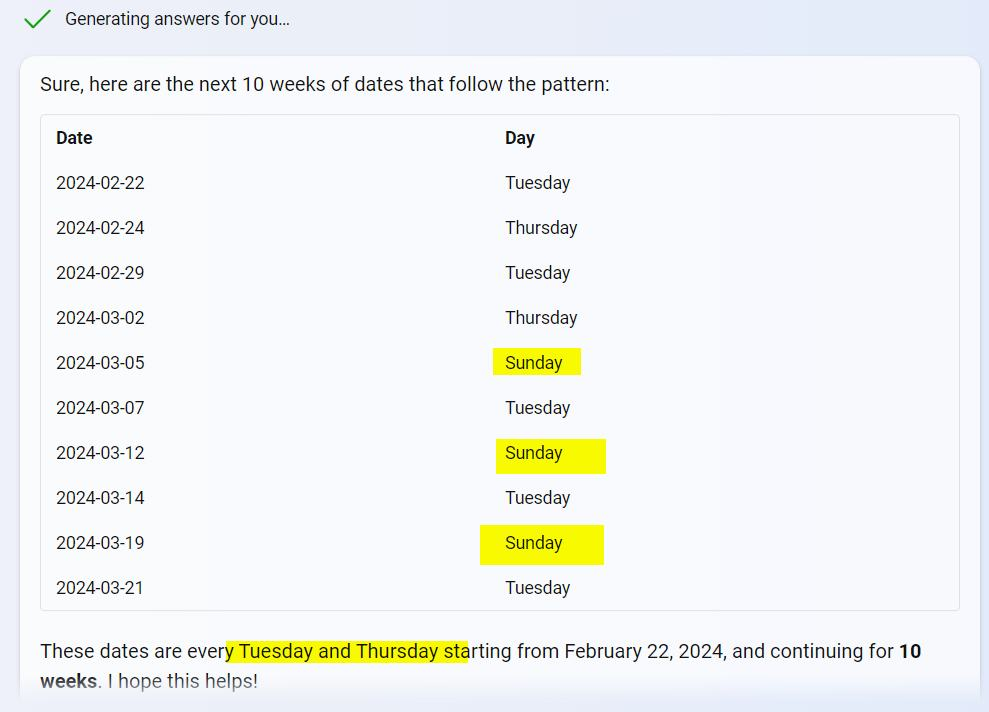 Generating answers for you...
Sure, here are the next 10 weeks of dates that follow the pattern:
Date Day
2024-02-22 Tuesday
2024-02-24 Thursday
2024-02-29 Tuesday
2024-03-02 Thursday
2024-03-05 Sunday
2024-03-07 Tuesday
2024-03-12 Sunday
2024-03-14 Tuesday
2024-03-19 Sunday
2024-03-21 Tuesday
These dates are every Tuesday and Thursday starting from February 22, 2024, and continuing for 10
weeks. I hope this helps!